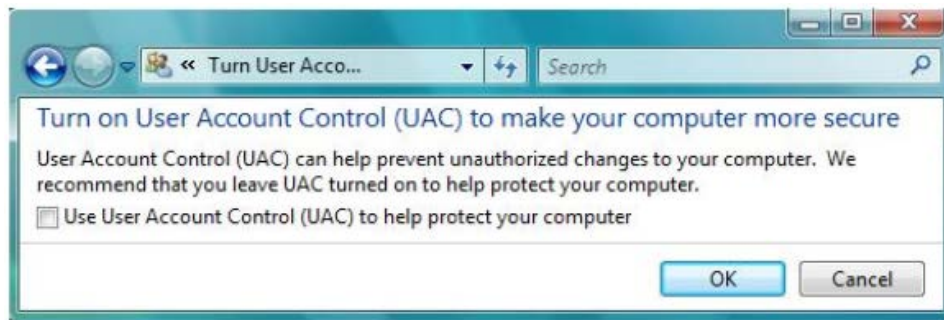 « Turn User Acco...
Search
Turn on User Account Control (UAC) to make your computer more secure
User Account Control (UAC) can help prevent unauthorized changes to your computer. We
recommend that you leave UAC turned on to help protect your computer.
Use User Account Control (UAC) to help protect your computer
OK
Cancel